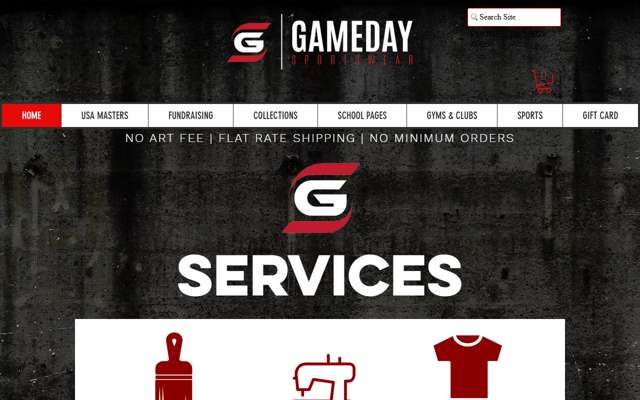 Search Site
GAMEDAY
SPORTSWEAR
HOME
USA MASTERS
FUNDRAISING
COLLECTIONS
SCHOOL PAGES
GYMS & CLUBS
SPORTS
GIFT CARD
NO ART FEE | FLAT RATE SHIPPING | NO MINIMUM ORDERS
SERVICES